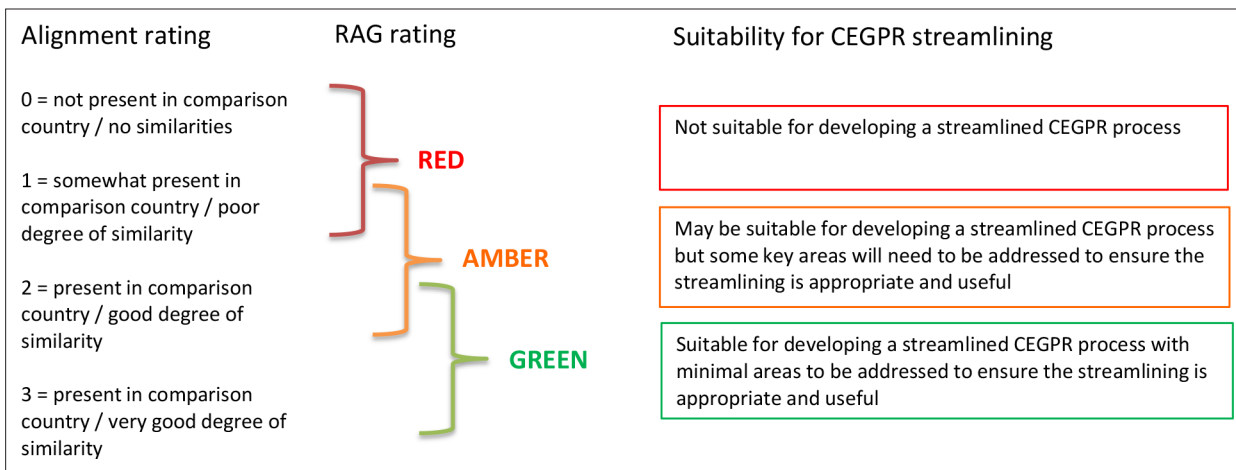 Alignment rating
0 = not present in comparison
country / no similarities
1 = somewhat present in
comparison country / poor
degree of similarity
2 = present in comparison
country / good degree of
similarity
3 = present in comparison
country / very good degree of
similarity
RAG rating
RED
AMBER
GREEN
Suitability for CEGPR streamlining
Not suitable for developing a streamlined CEGPR process
May be suitable for developing a streamlined CEGPR process
but some key areas will need to be addressed to ensure the
streamlining is appropriate and useful
Suitable for developing a streamlined CEGPR process with
minimal areas to be addressed to ensure the streamlining is
appropriate and useful